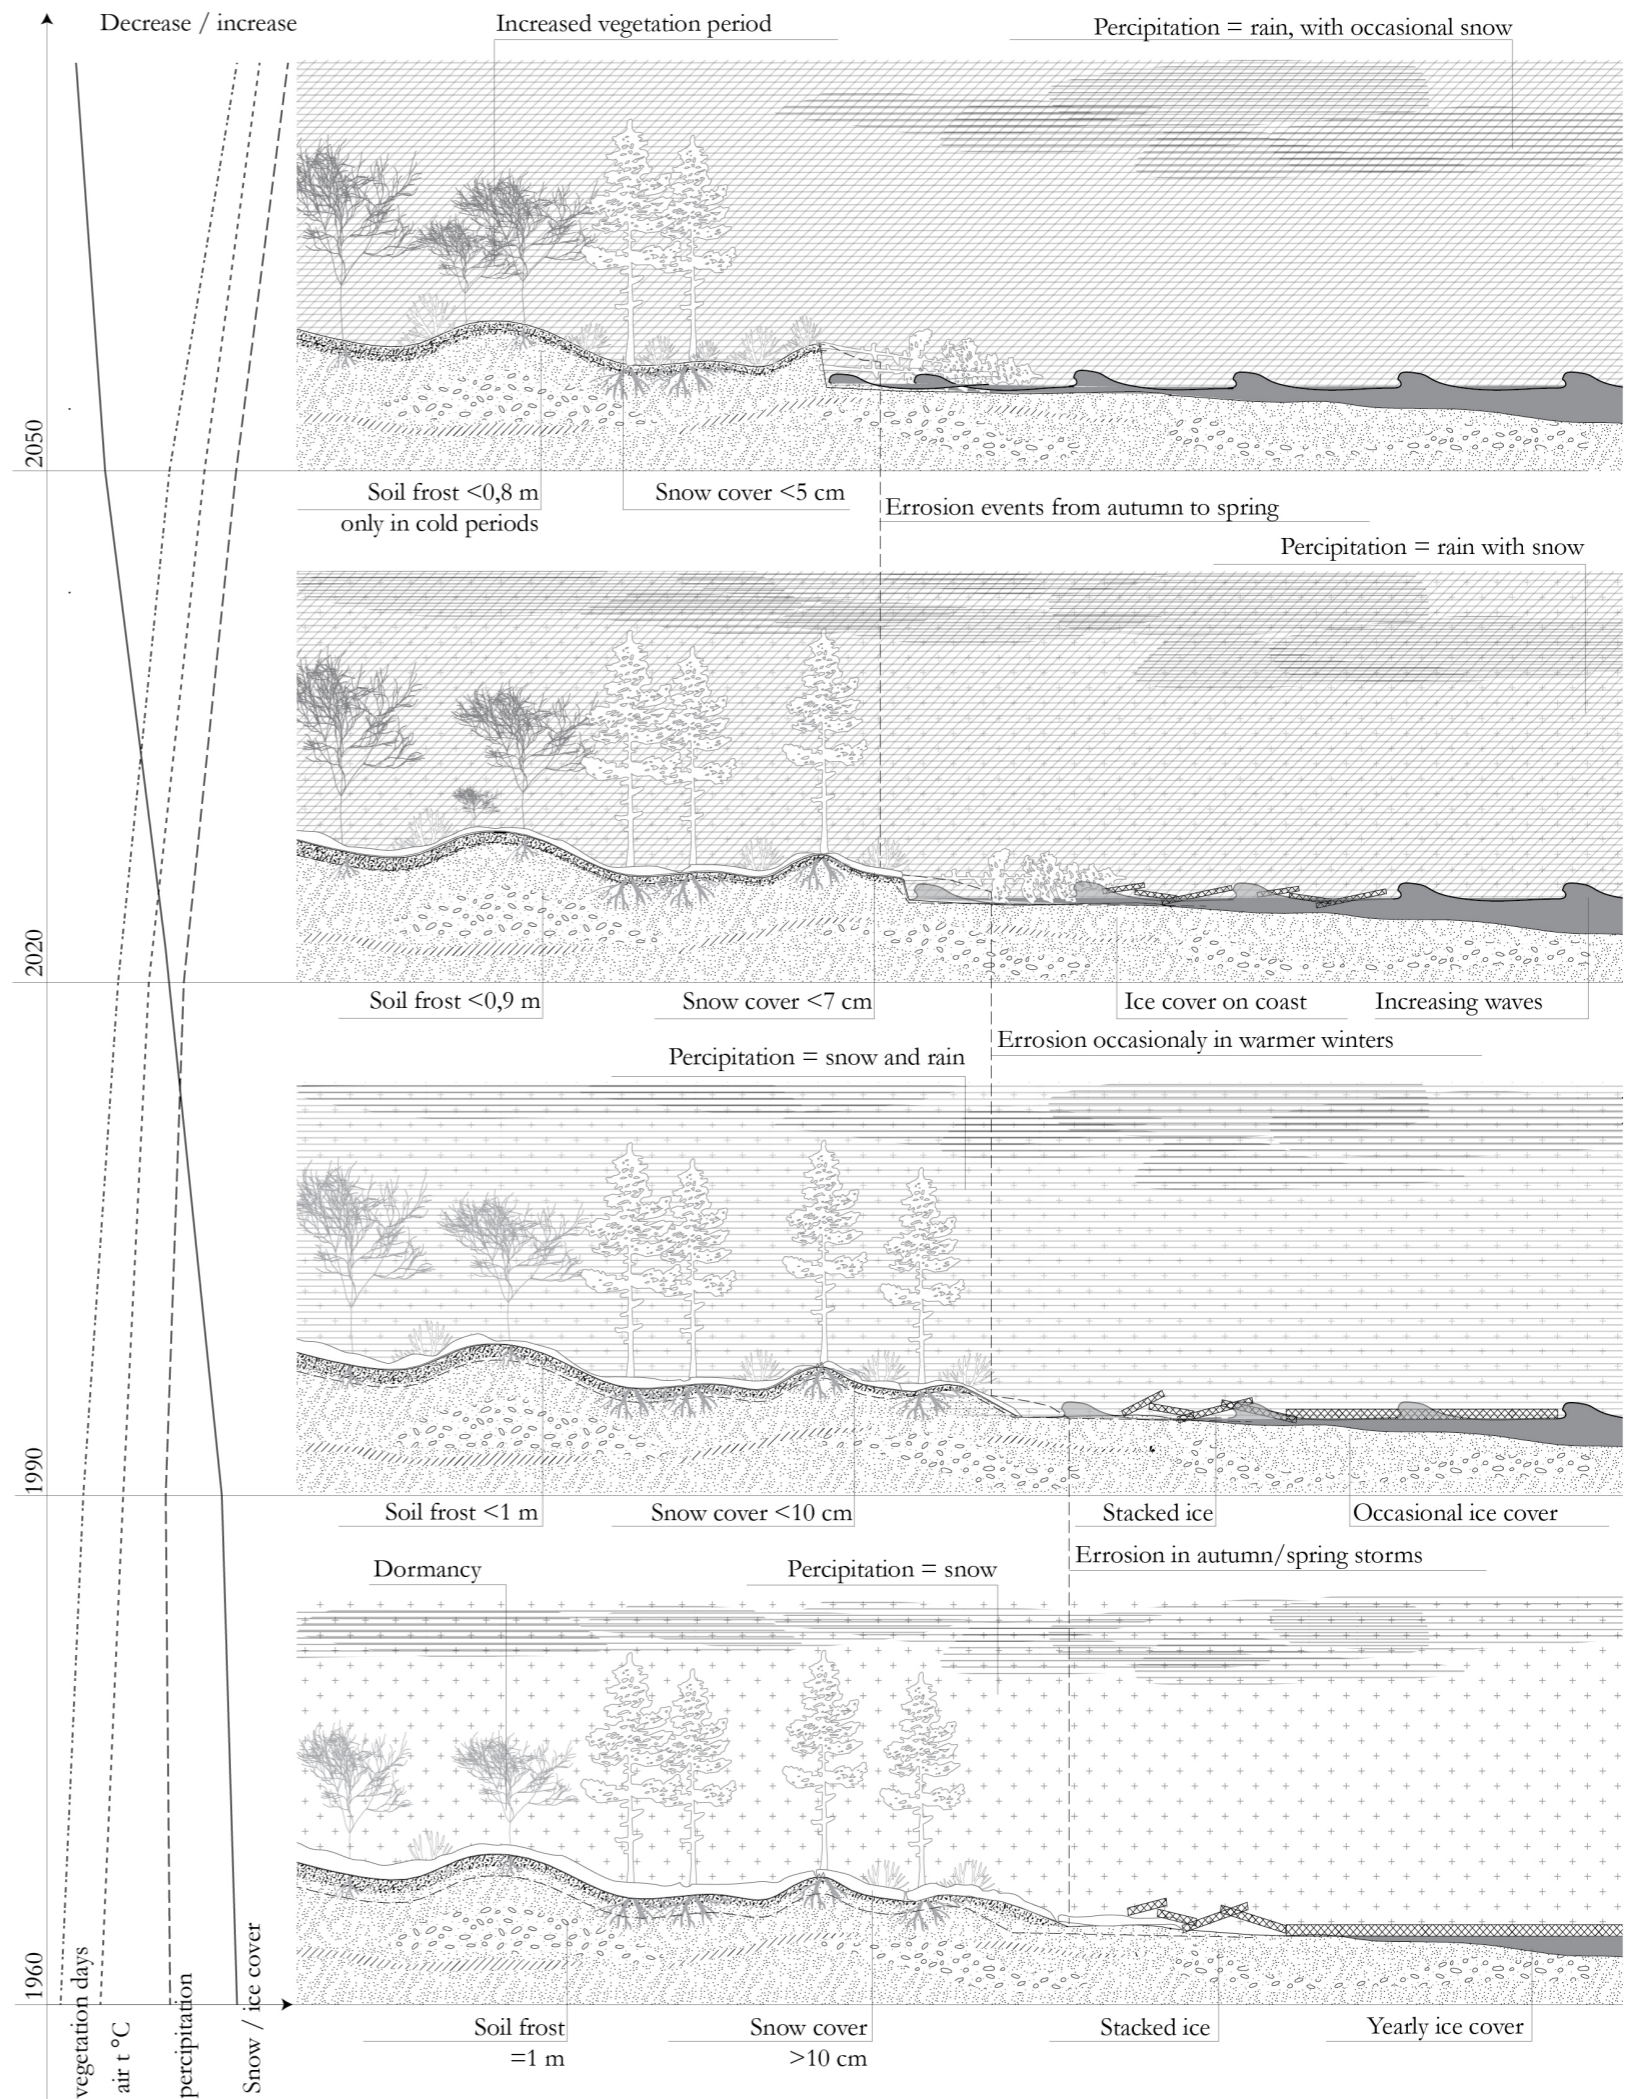 Decrease / increase
Increased vegetation period
Percipitation = rain, with occasional snow
2050
Soil frost <0,8 m
only in cold periods
Snow cover <5 cm
Errosion events from autumn to spring
Percipitation = rain with snow
2020
Soil frost <0,9 m
Snow cover <7 cm
Ice cover on coast
Increasing waves
Errosion occasionaly in warmer winters
Percipitation = snow and rain
1990
Soil frost <1 m
Snow cover <10 cm
Stacked ice
Occasional ice cover
Errosion in autumn/spring storms
Dormancy
Percipitation = snow
1960
vegetation days
air t °C
percipitation
Snow / ice cover
Soil frost
=1 m
Snow cover
>10 cm
Stacked ice
Yearly ice cover